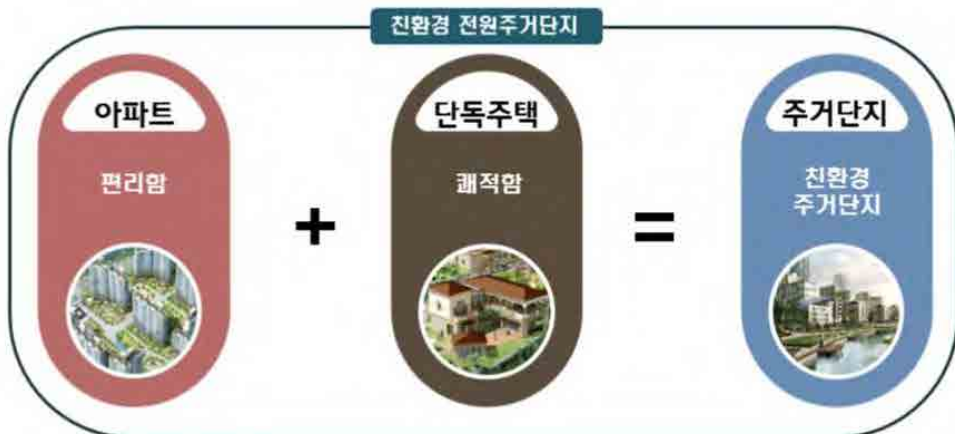 친환경 전원주거단지
아파트
편리함
+
단독주택
쾌적함
=
주거단지
친환경
주거단지